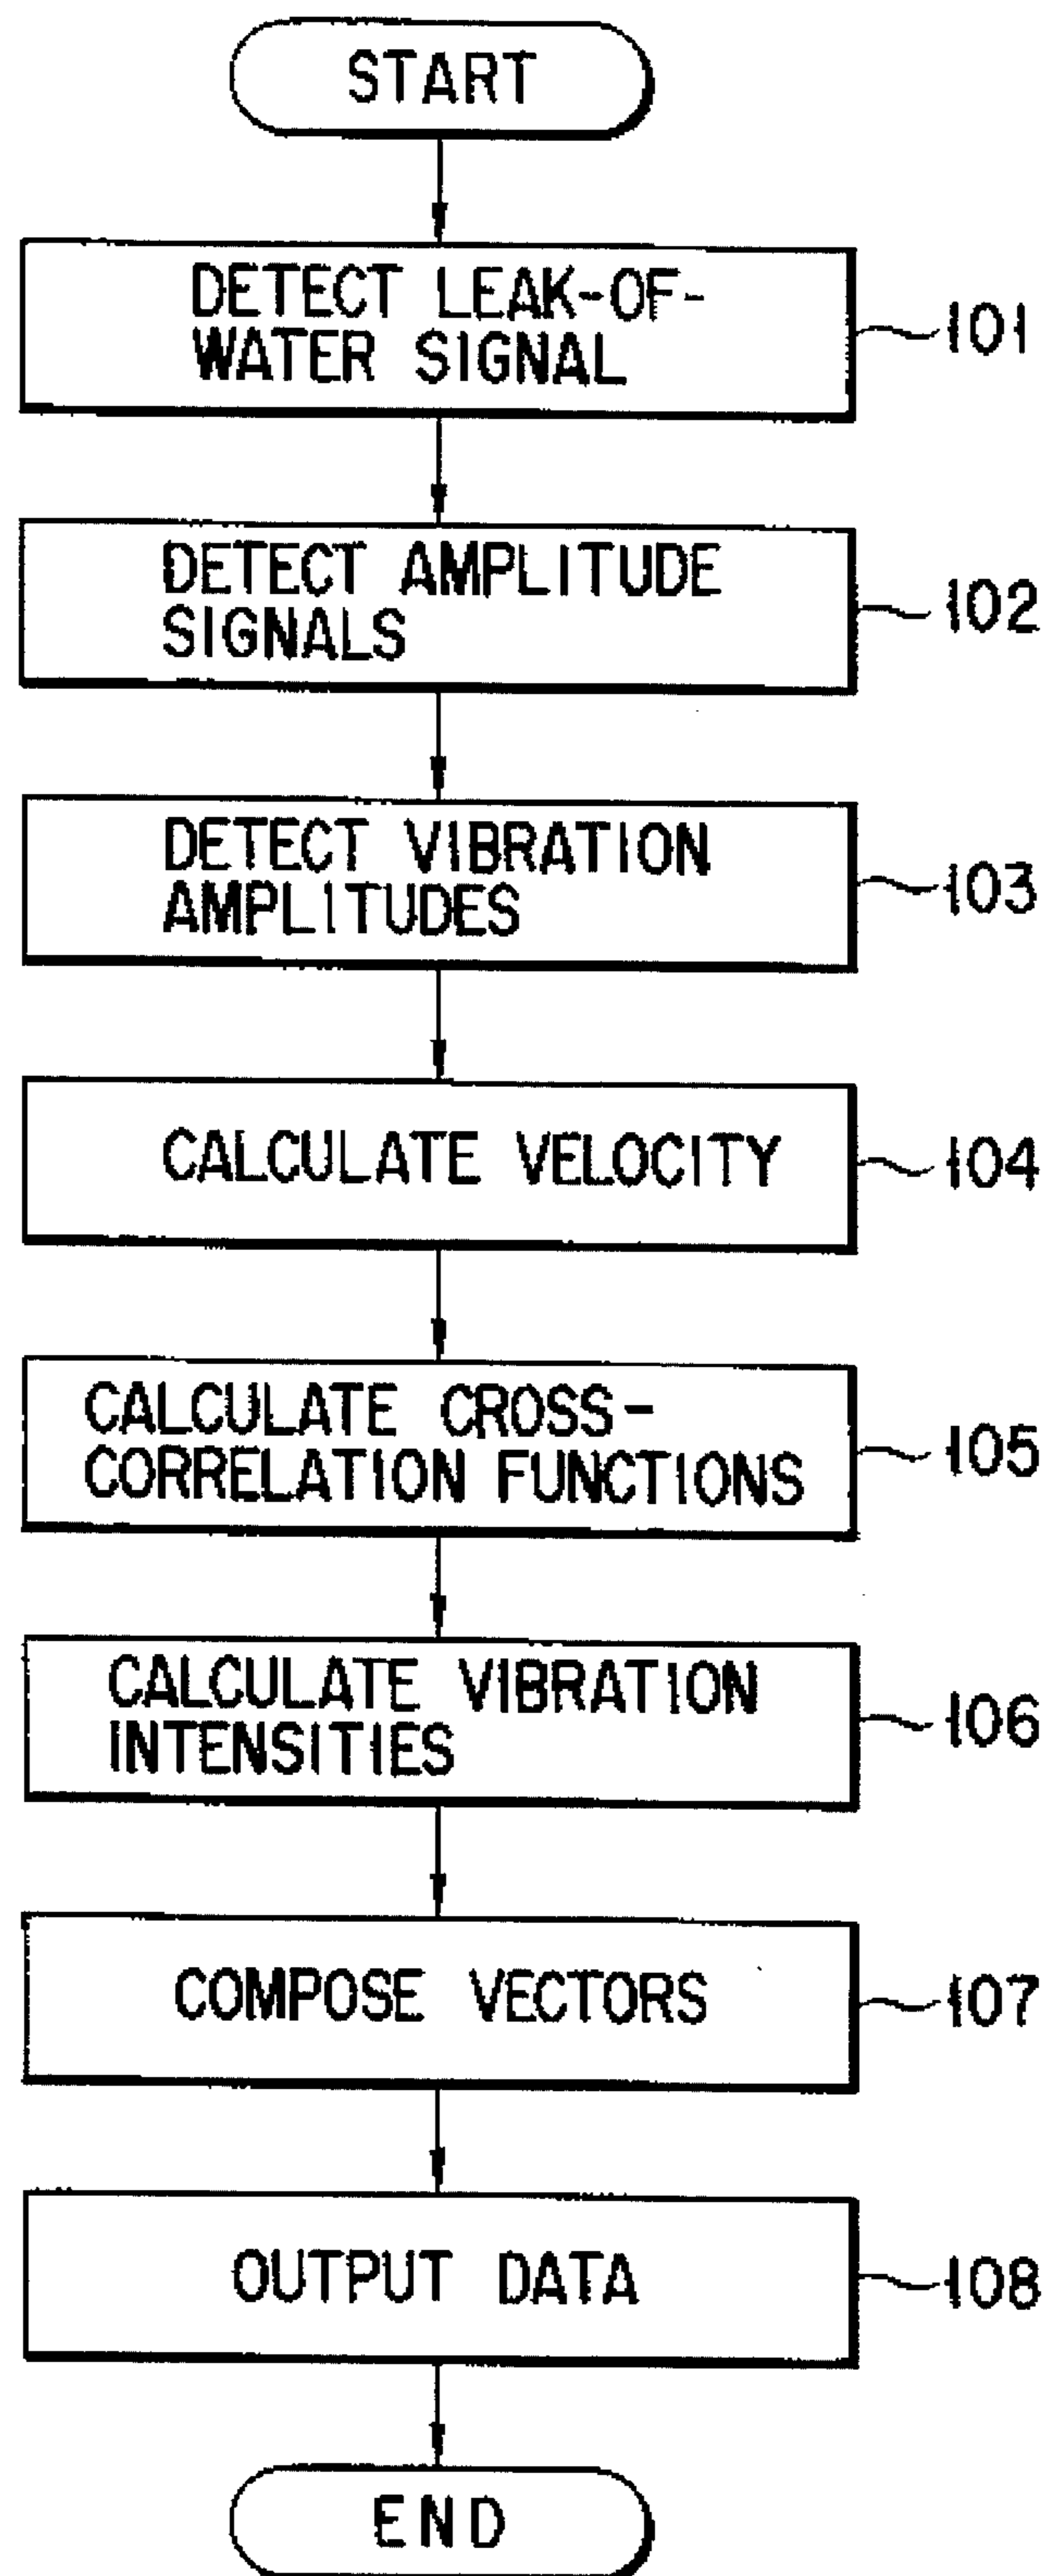 START
DETECT LEAK-OF-
WATER SIGNAL
101
DETECT AMPLITUDE
SIGNALS
102
DETECT VIBRATION
AMPLITUDES
103
CALCULATE VELOCITY
104
CALCULATE CROSS-
CORRELATION FUNCTIONS
105
CALCULATE VIBRATION
INTENSITIES
106
COMPOSE VECTORS
107
OUTPUT DATA
108
END